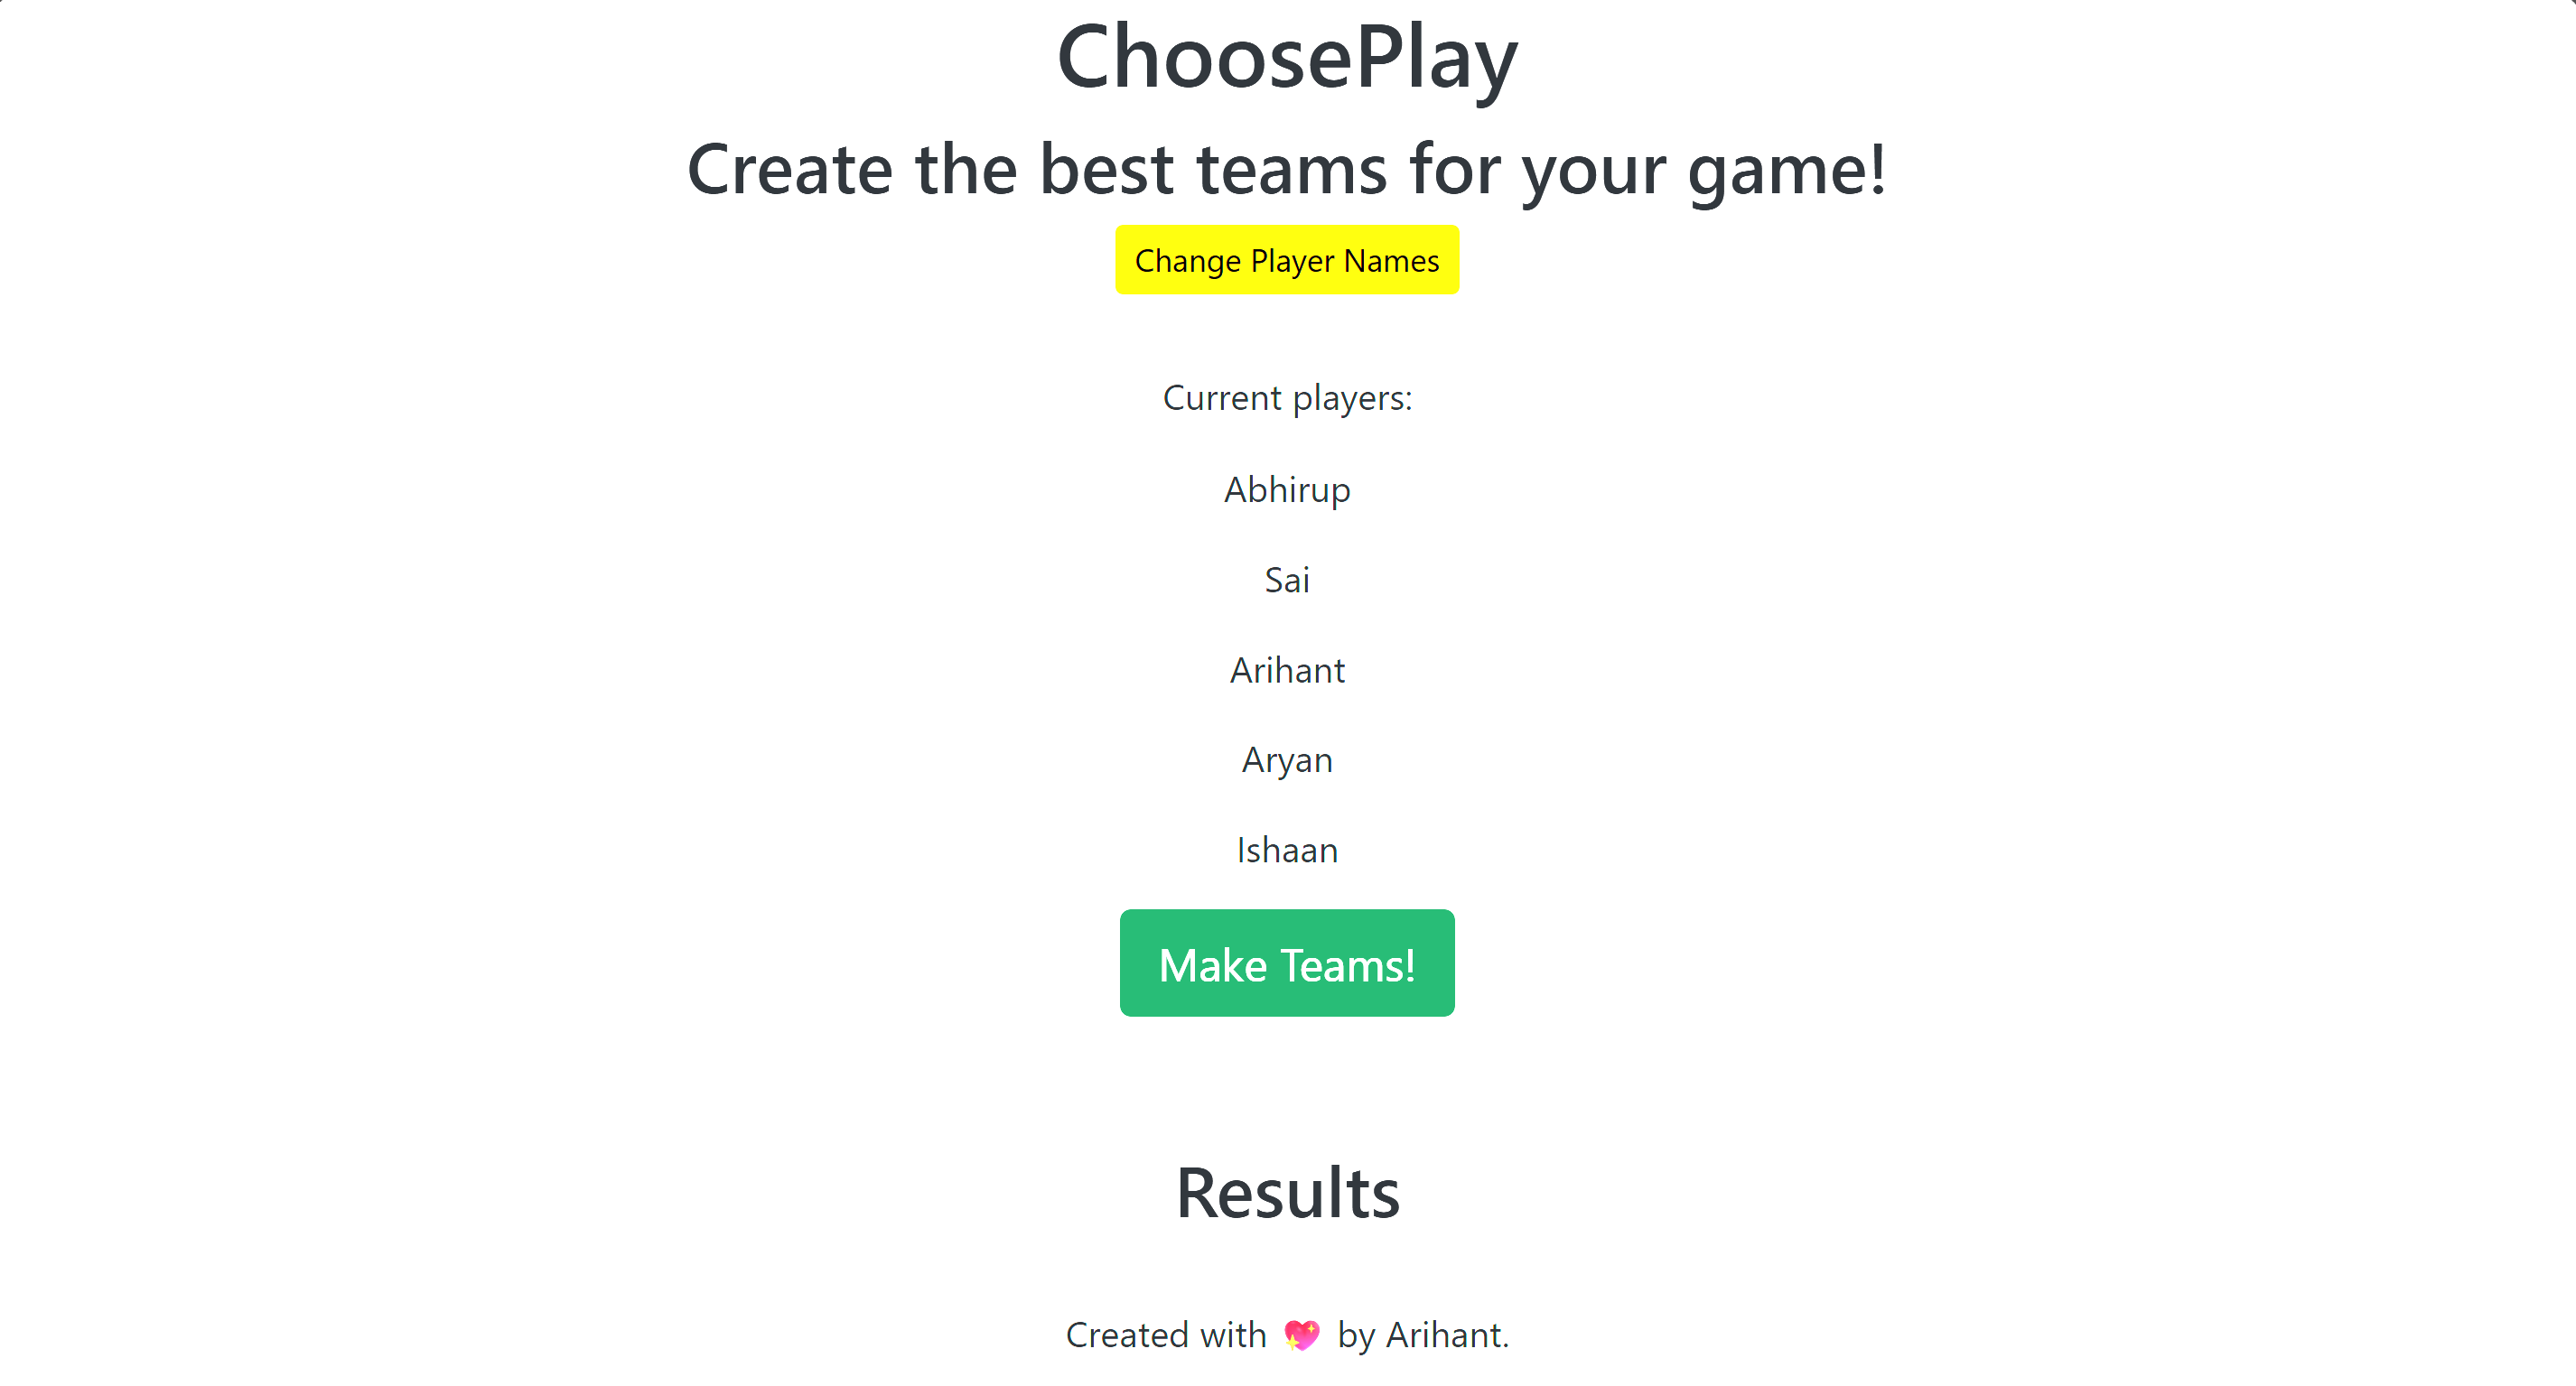 ChoosePlay
Create the best teams for your game!
Change Player Names
Current players:
Abhirup
Sai
Arihant
Aryan
Ishaan
Make Teams!
Results
Created with 💖 by Arihant.